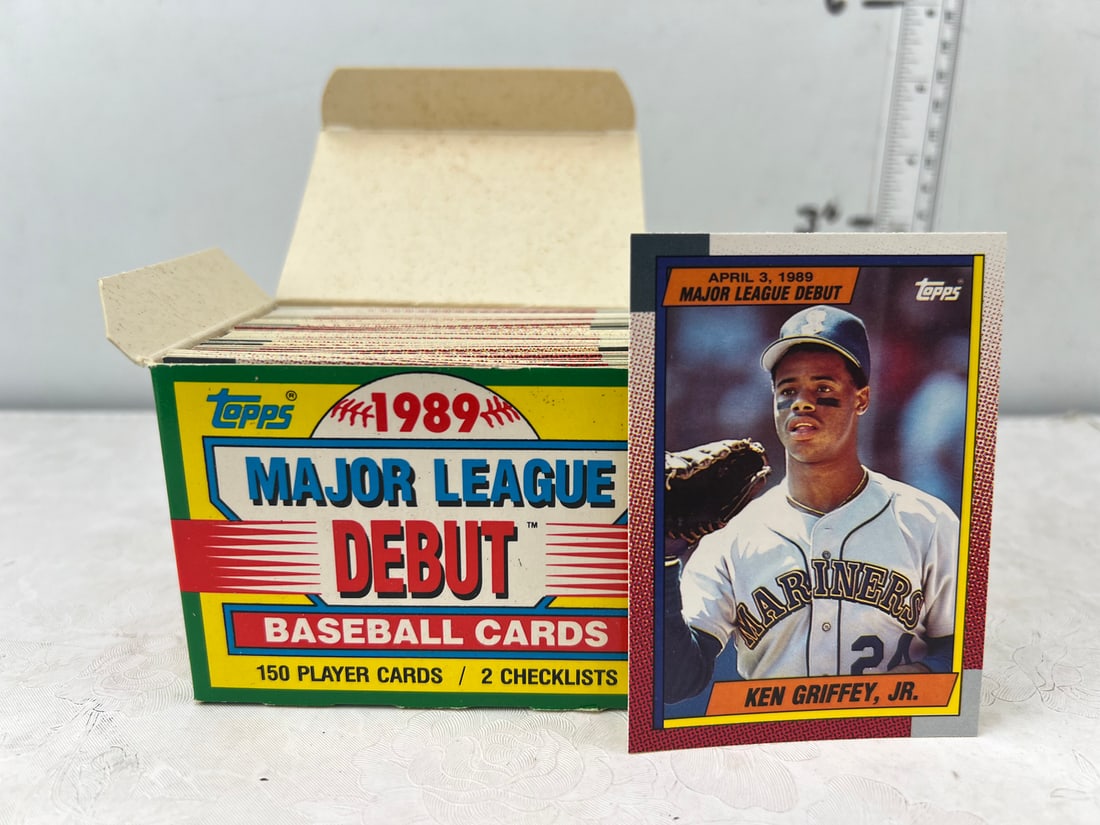 topps®
1989
MAJOR LEAGUE
DEBUT™
BASEBALL CARDS
150 PLAYER CARDS / 2 CHECKLISTS
APRIL 3, 1989
MAJOR LEAGUE DEBUT
topps®
MARINERS
24
KEN GRIFFEY, JR.